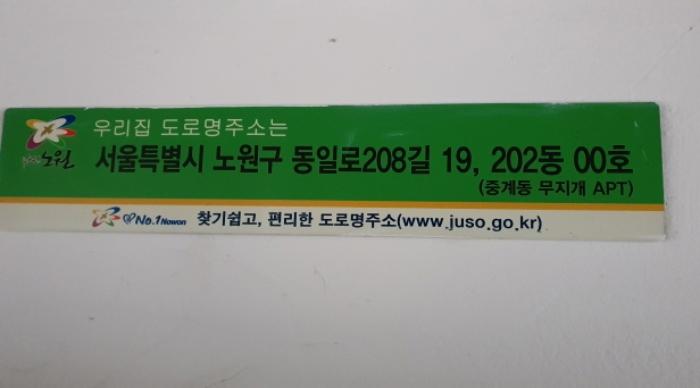 우리집 도로명주소는
노원
서울특별시 노원구 동일로208길 19, 202동 00호
(중계동 무지개 APT)
No.1 Nowon 찾기쉽고, 편리한 도로명주소(www.juso.go.kr)